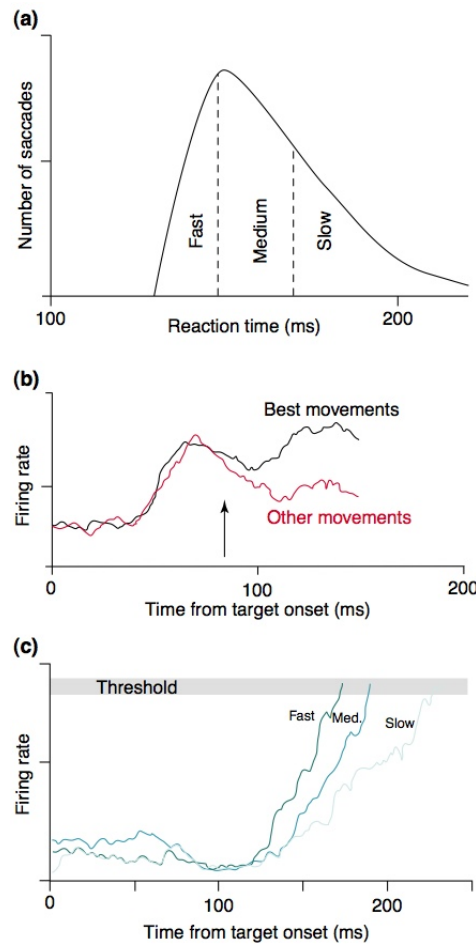 (a)
Number of saccades
Fast
Medium
Slow
100
200
Reaction time (ms)
(b)
Firing rate
Best movements
Other movements
0
100
200
Time from target onset (ms)
(c)
Threshold
Firing rate
Fast
Med.
Slow
0
100
200
Time from target onset (ms)